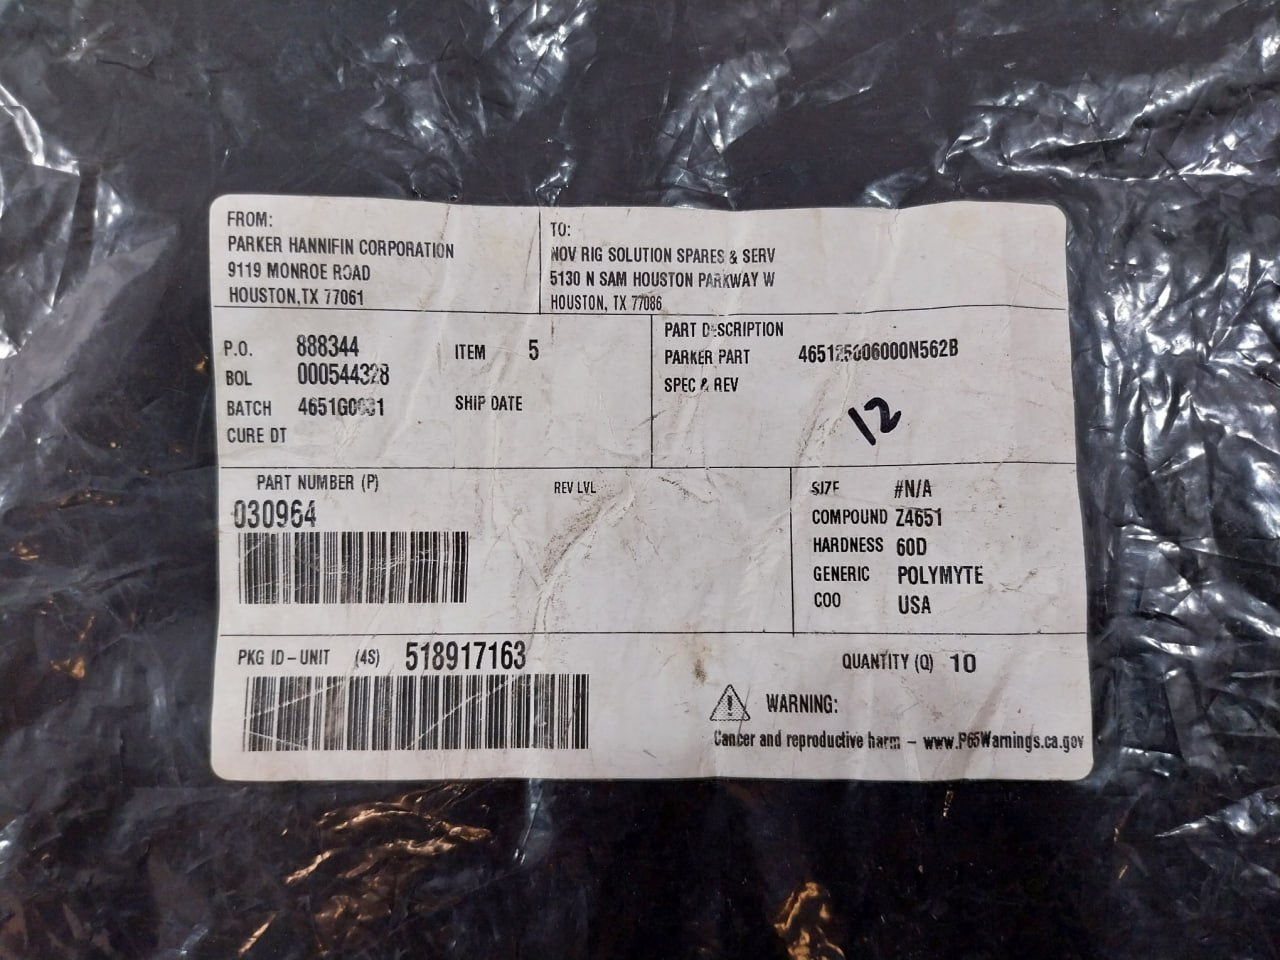 FROM:
PARKER HANNIFIN CORPORATION
9119 MONROE ROAD
HOUSTON, TX 77061
TO:
NOV RIG SOLUTION SPARES & SERV
5130 N SAM HOUSTON PARKWAY W
HOUSTON, TX 77086
P.O. 888344
ITEM 5
BOL 000544328
BATCH
SHIP DATE
CURE DT
PART DESCRIPTION
PARKER PART
SPEC & REV
12
PART NUMBER (P)
030964
REV LVL
SIZE #N/A
COMPOUND Z4651
HARDNESS 60D
GENERIC POLYMYTE
COO USA
PKG ID-UNIT (4S) 518917163
QUANTITY (Q) 10
WARNING:
Cancer and reproductive harm - www.P65Warnings.ca.gov